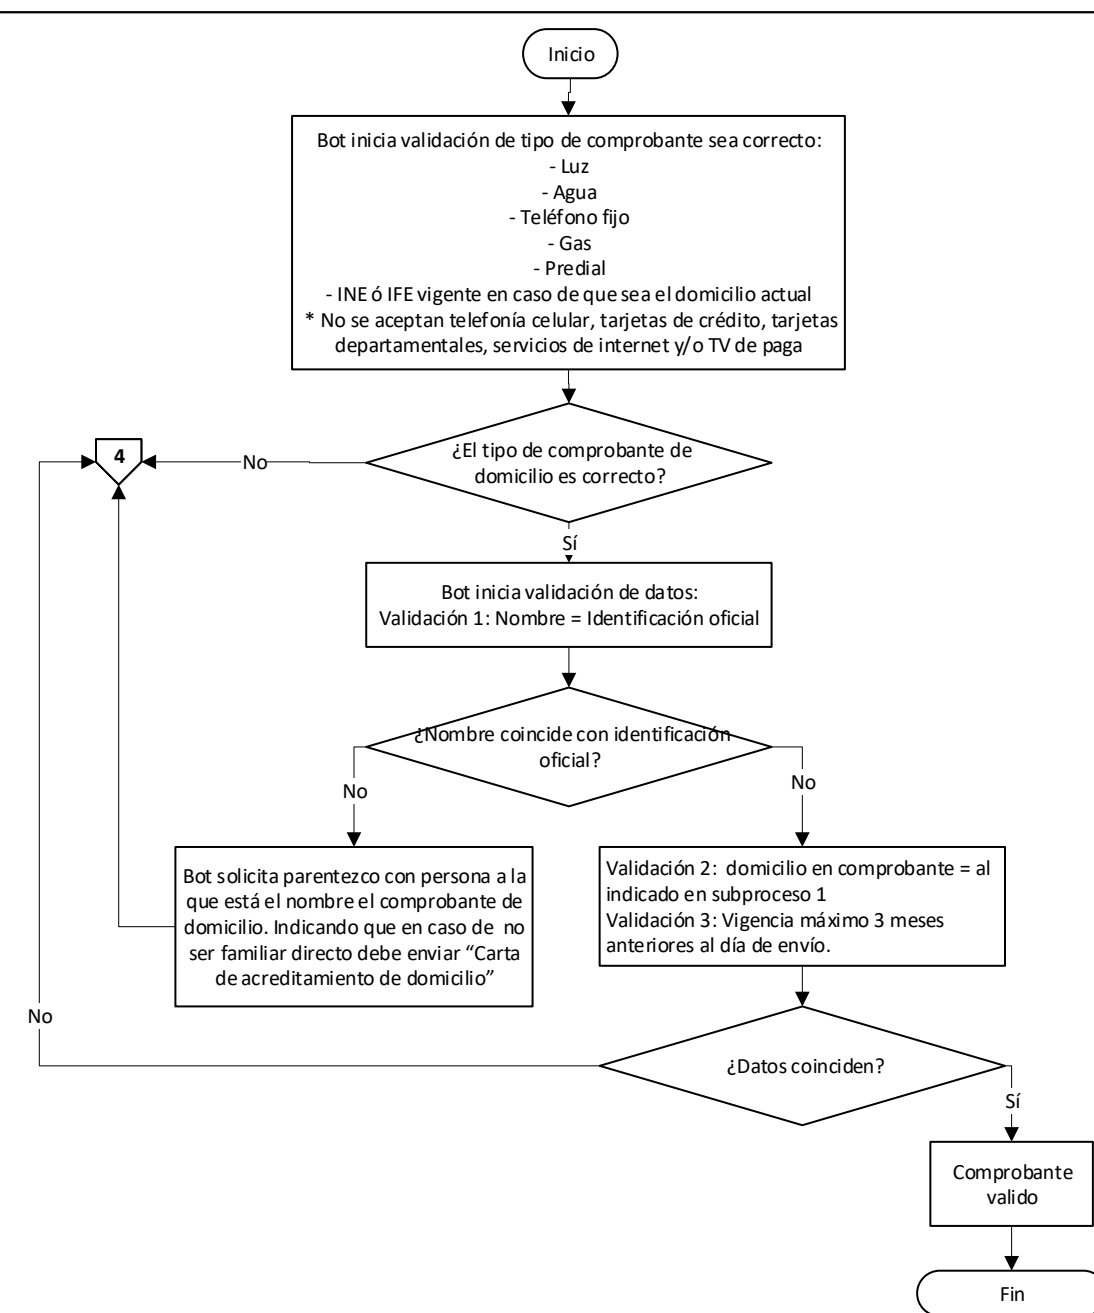 Inicio
Bot inicia validación de tipo de comprobante sea correcto:
- Luz
- Agua
- Teléfono fijo
- Gas
- Predial
- INE ó IFE vigente en caso de que sea el domicilio actual
* No se aceptan telefonía celular, tarjetas de crédito, tarjetas
departamentales, servicios de internet y/o TV de paga
¿El tipo de comprobante de
domicilio es correcto?
4
No
Sí
Bot inicia validación de datos:
Validación 1: Nombre = Identificación oficial
¿Nombre coincide con identificación
oficial?
No
No
Bot solicita parentezco con persona a la
que está el nombre el comprobante de
domicilio. Indicando que en caso de no
ser familiar directo debe enviar “Carta
de acreditamiento de domicilio”
Validación 2: domicilio en comprobante = al
indicado en subproceso 1
Validación 3: Vigencia máximo 3 meses
anteriores al día de envío.
No
¿Datos coinciden?
Sí
Comprobante
valido
Fin